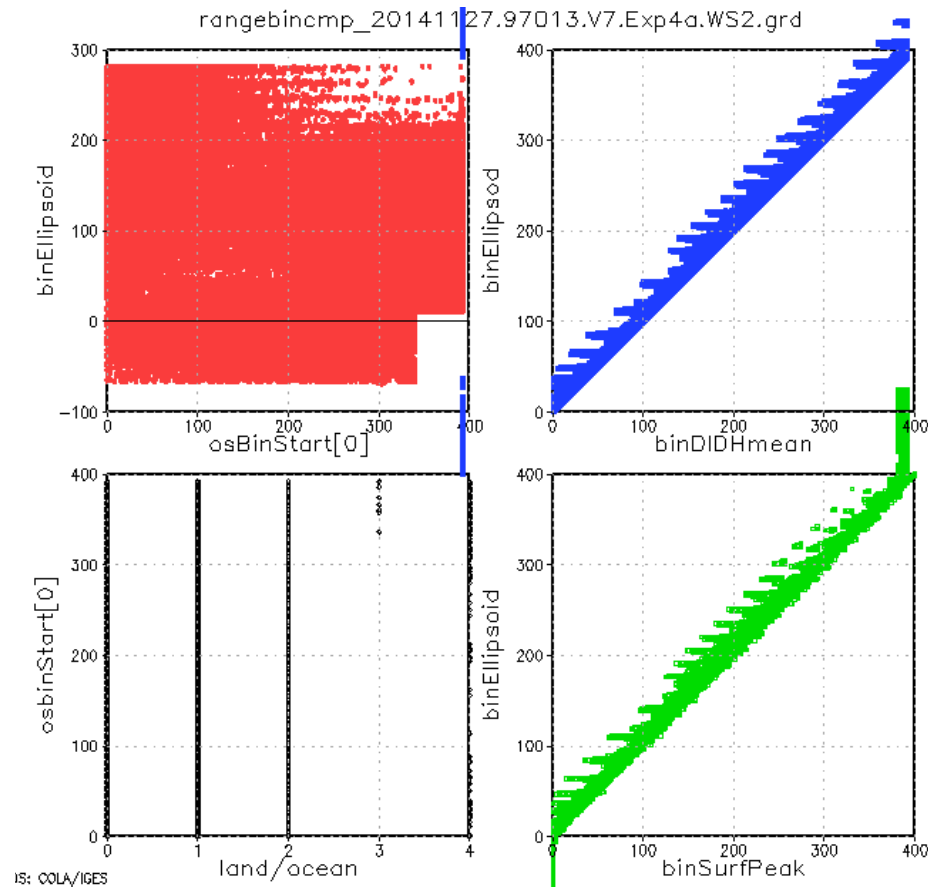 rangebincmp_20141127.97013.V7.Exp4a.WS2.grd
300
200
100
0
-100
binEllipsoid
0 100 200 300 400
osBinStart[0]
400
300
200
100
0
binEllipsod
0 100 200 300 400
binDIDHmean
400
300
200
100
0
osbinStart[0]
0 1 2 3 4
land/ocean
400
300
200
100
0
binEllipsoid
0 100 200 300 400
binSurfPeak
IS: COLA/IGES